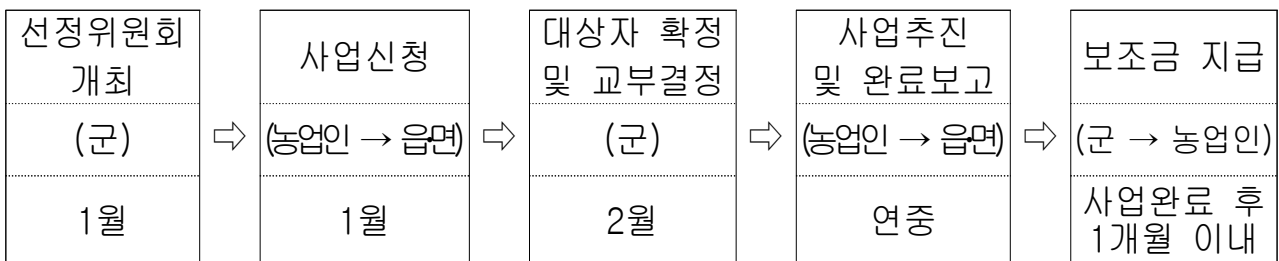 선정위원회
개최
(군)
1월
⇨
사업신청
(농업인 → 읍·면)
1월
⇨
대상자 확정
및 교부결정
(군)
2월
⇨
사업추진
및 완료보고
(농업인 → 읍·면)
연중
⇨
보조금 지급
(군 → 농업인)
사업완료 후
1개월 이내